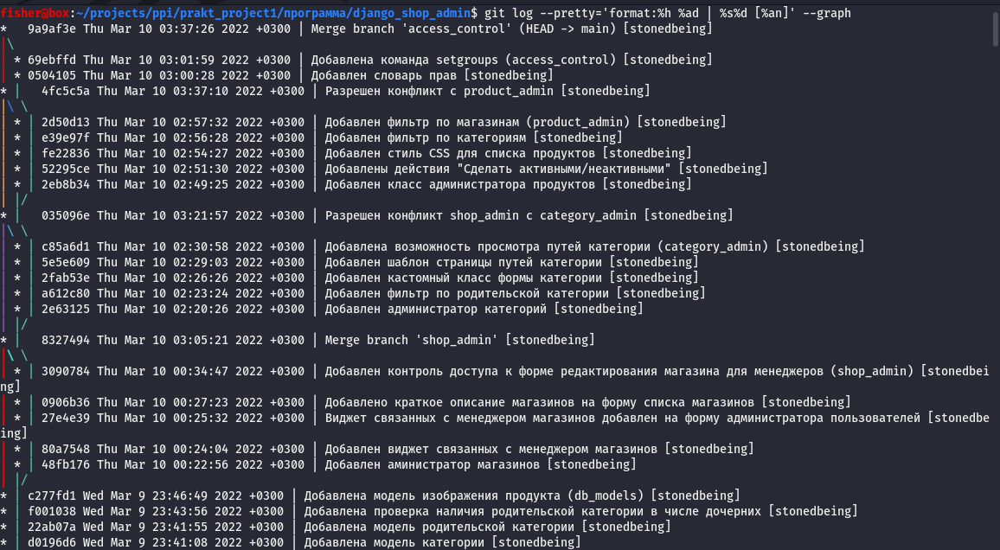 fisher@box:~/projects/ppi/prakt_project1/программа/django_shop_admin$ git log --pretty='format:%h %ad | %s%d [%an]' --graph
*   9a9af3e Thu Mar 10 03:37:26 2022 +0300 | Merge branch 'access_control' (HEAD -> main) [stonedbeing]
|\
| * 69ebffd Thu Mar 10 03:01:59 2022 +0300 | Добавлена команда setgroups (access_control) [stonedbeing]
| * 0504105 Thu Mar 10 03:00:28 2022 +0300 | Добавлен словарь прав [stonedbeing]
* |   4fc5c5a Thu Mar 10 03:37:10 2022 +0300 | Разрешен конфликт с product_admin [stonedbeing]
|\ \
| * | 2d50d13 Thu Mar 10 02:57:32 2022 +0300 | Добавлен фильтр по магазинам (product_admin) [stonedbeing]
| * | e39e97f Thu Mar 10 02:56:28 2022 +0300 | Добавлен фильтр по категориям [stonedbeing]
| * | fe22836 Thu Mar 10 02:54:27 2022 +0300 | Добавлен стиль CSS для списка продуктов [stonedbeing]
| * | 52295ce Thu Mar 10 02:51:30 2022 +0300 | Добавлены действия "Сделать активными/неактивными" [stonedbeing]
| * | 2eb8b34 Thu Mar 10 02:49:25 2022 +0300 | Добавлен класс администратора продуктов [stonedbeing]
| |/
* |   035096e Thu Mar 10 03:21:57 2022 +0300 | Разрешен конфликт shop_admin с category_admin [stonedbeing]
|\ \
| * | c85a6d1 Thu Mar 10 02:30:58 2022 +0300 | Добавлена возможность просмотра путей категории (category_admin) [stonedbeing]
| * | 5e5e609 Thu Mar 10 02:29:03 2022 +0300 | Добавлен шаблон страницы путей категории [stonedbeing]
| * | 2fab53e Thu Mar 10 02:26:26 2022 +0300 | Добавлен кастомный класс формы категории [stonedbeing]
| * | a612c80 Thu Mar 10 02:23:24 2022 +0300 | Добавлен фильтр по родительской категории [stonedbeing]
| * | 2e63125 Thu Mar 10 02:20:26 2022 +0300 | Добавлен администратор категорий [stonedbeing]
| |/
* |   8327494 Thu Mar 10 03:05:21 2022 +0300 | Merge branch 'shop_admin' [stonedbeing]
|\ \
| * | 3090784 Thu Mar 10 00:34:47 2022 +0300 | Добавлен контроль доступа к форме редактирования магазина для менеджеров (shop_admin) [stonedbei
ng]
| * | 0906b36 Thu Mar 10 00:27:23 2022 +0300 | Добавлено краткое описание магазинов на форму списка магазинов [stonedbeing]
| * | 27e4e39 Thu Mar 10 00:25:32 2022 +0300 | Виджет связанных с менеджером магазинов добавлен на форму администратора пользователей [stonedbe
ing]
| * | 80a7548 Thu Mar 10 00:24:04 2022 +0300 | Добавлен виджет связанных с менеджером магазинов [stonedbeing]
| * | 48fb176 Thu Mar 10 00:22:56 2022 +0300 | Добавлен аминистратор магазинов [stonedbeing]
| |/
* | c277fd1 Wed Mar 9 23:46:49 2022 +0300 | Добавлена модель изображения продукта (db_models) [stonedbeing]
* | f001038 Wed Mar 9 23:43:56 2022 +0300 | Добавлена проверка наличия родительской категории в числе дочерних [stonedbeing]
* | 22ab07a Wed Mar 9 23:41:55 2022 +0300 | Добавлена модель родительской категории [stonedbeing]
* | d0196d6 Wed Mar 9 23:41:08 2022 +0300 | Добавлена модель категории [stonedbeing]